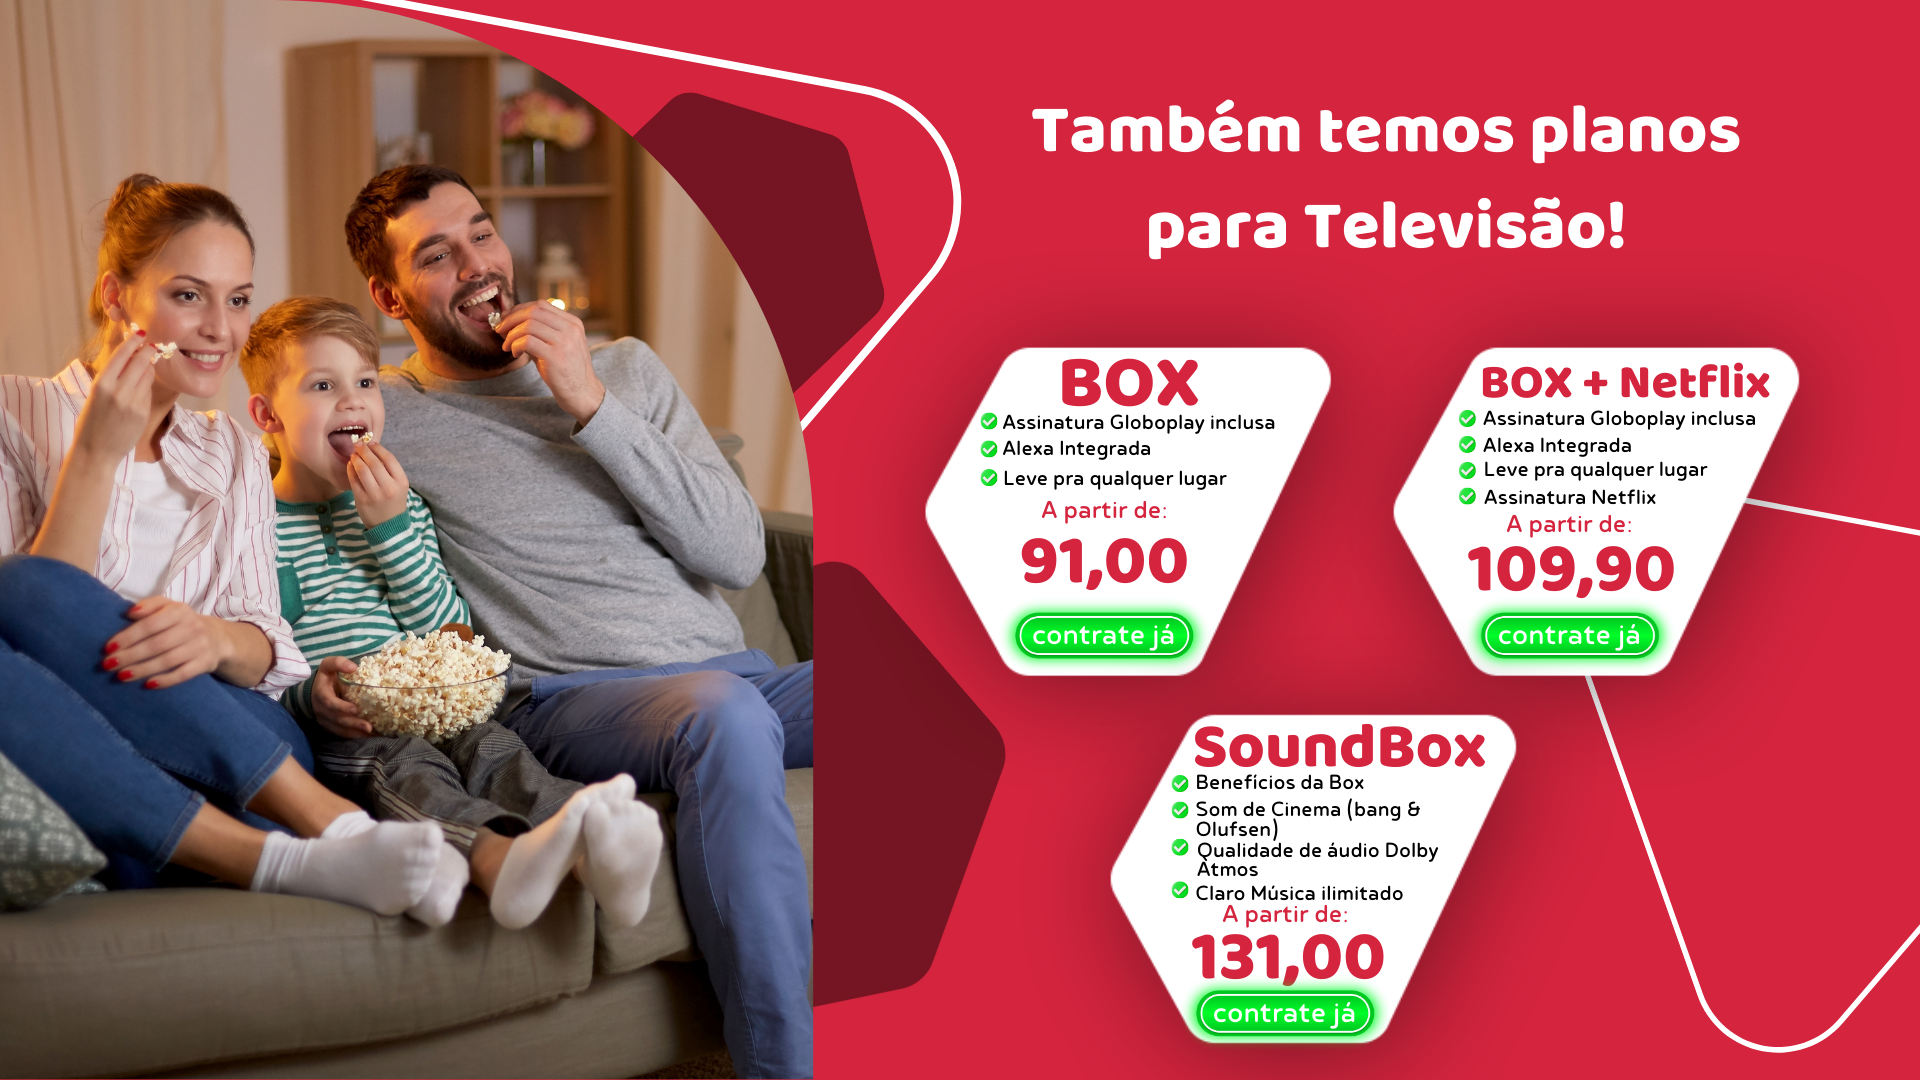 Também temos planos
para Televisão!
BOX
Assinatura Globoplay inclusa
Alexa Integrada
Leve pra qualquer lugar
A partir de:
91,00
contrate já
BOX + Netflix
Assinatura Globoplay inclusa
Alexa Integrada
Leve pra qualquer lugar
Assinatura Netflix
A partir de:
109,90
contrate já
SoundBox
Benefícios da Box
Som de Cinema (bang &
Olufsen)
Qualidade de áudio Dolby
Atmos
Claro Música ilimitado
A partir de:
131,00
contrate já